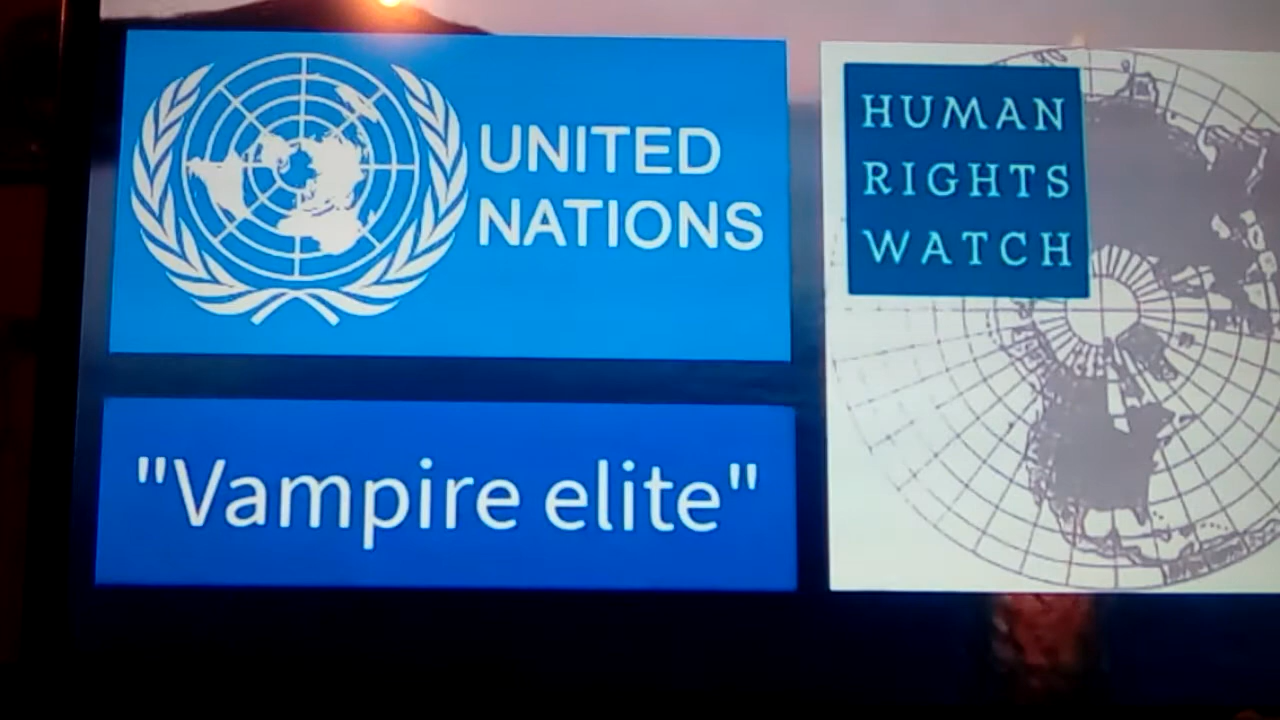 UNITED
NATIONS
"Vampire elite"
HUMAN
RIGHTS
WATCH